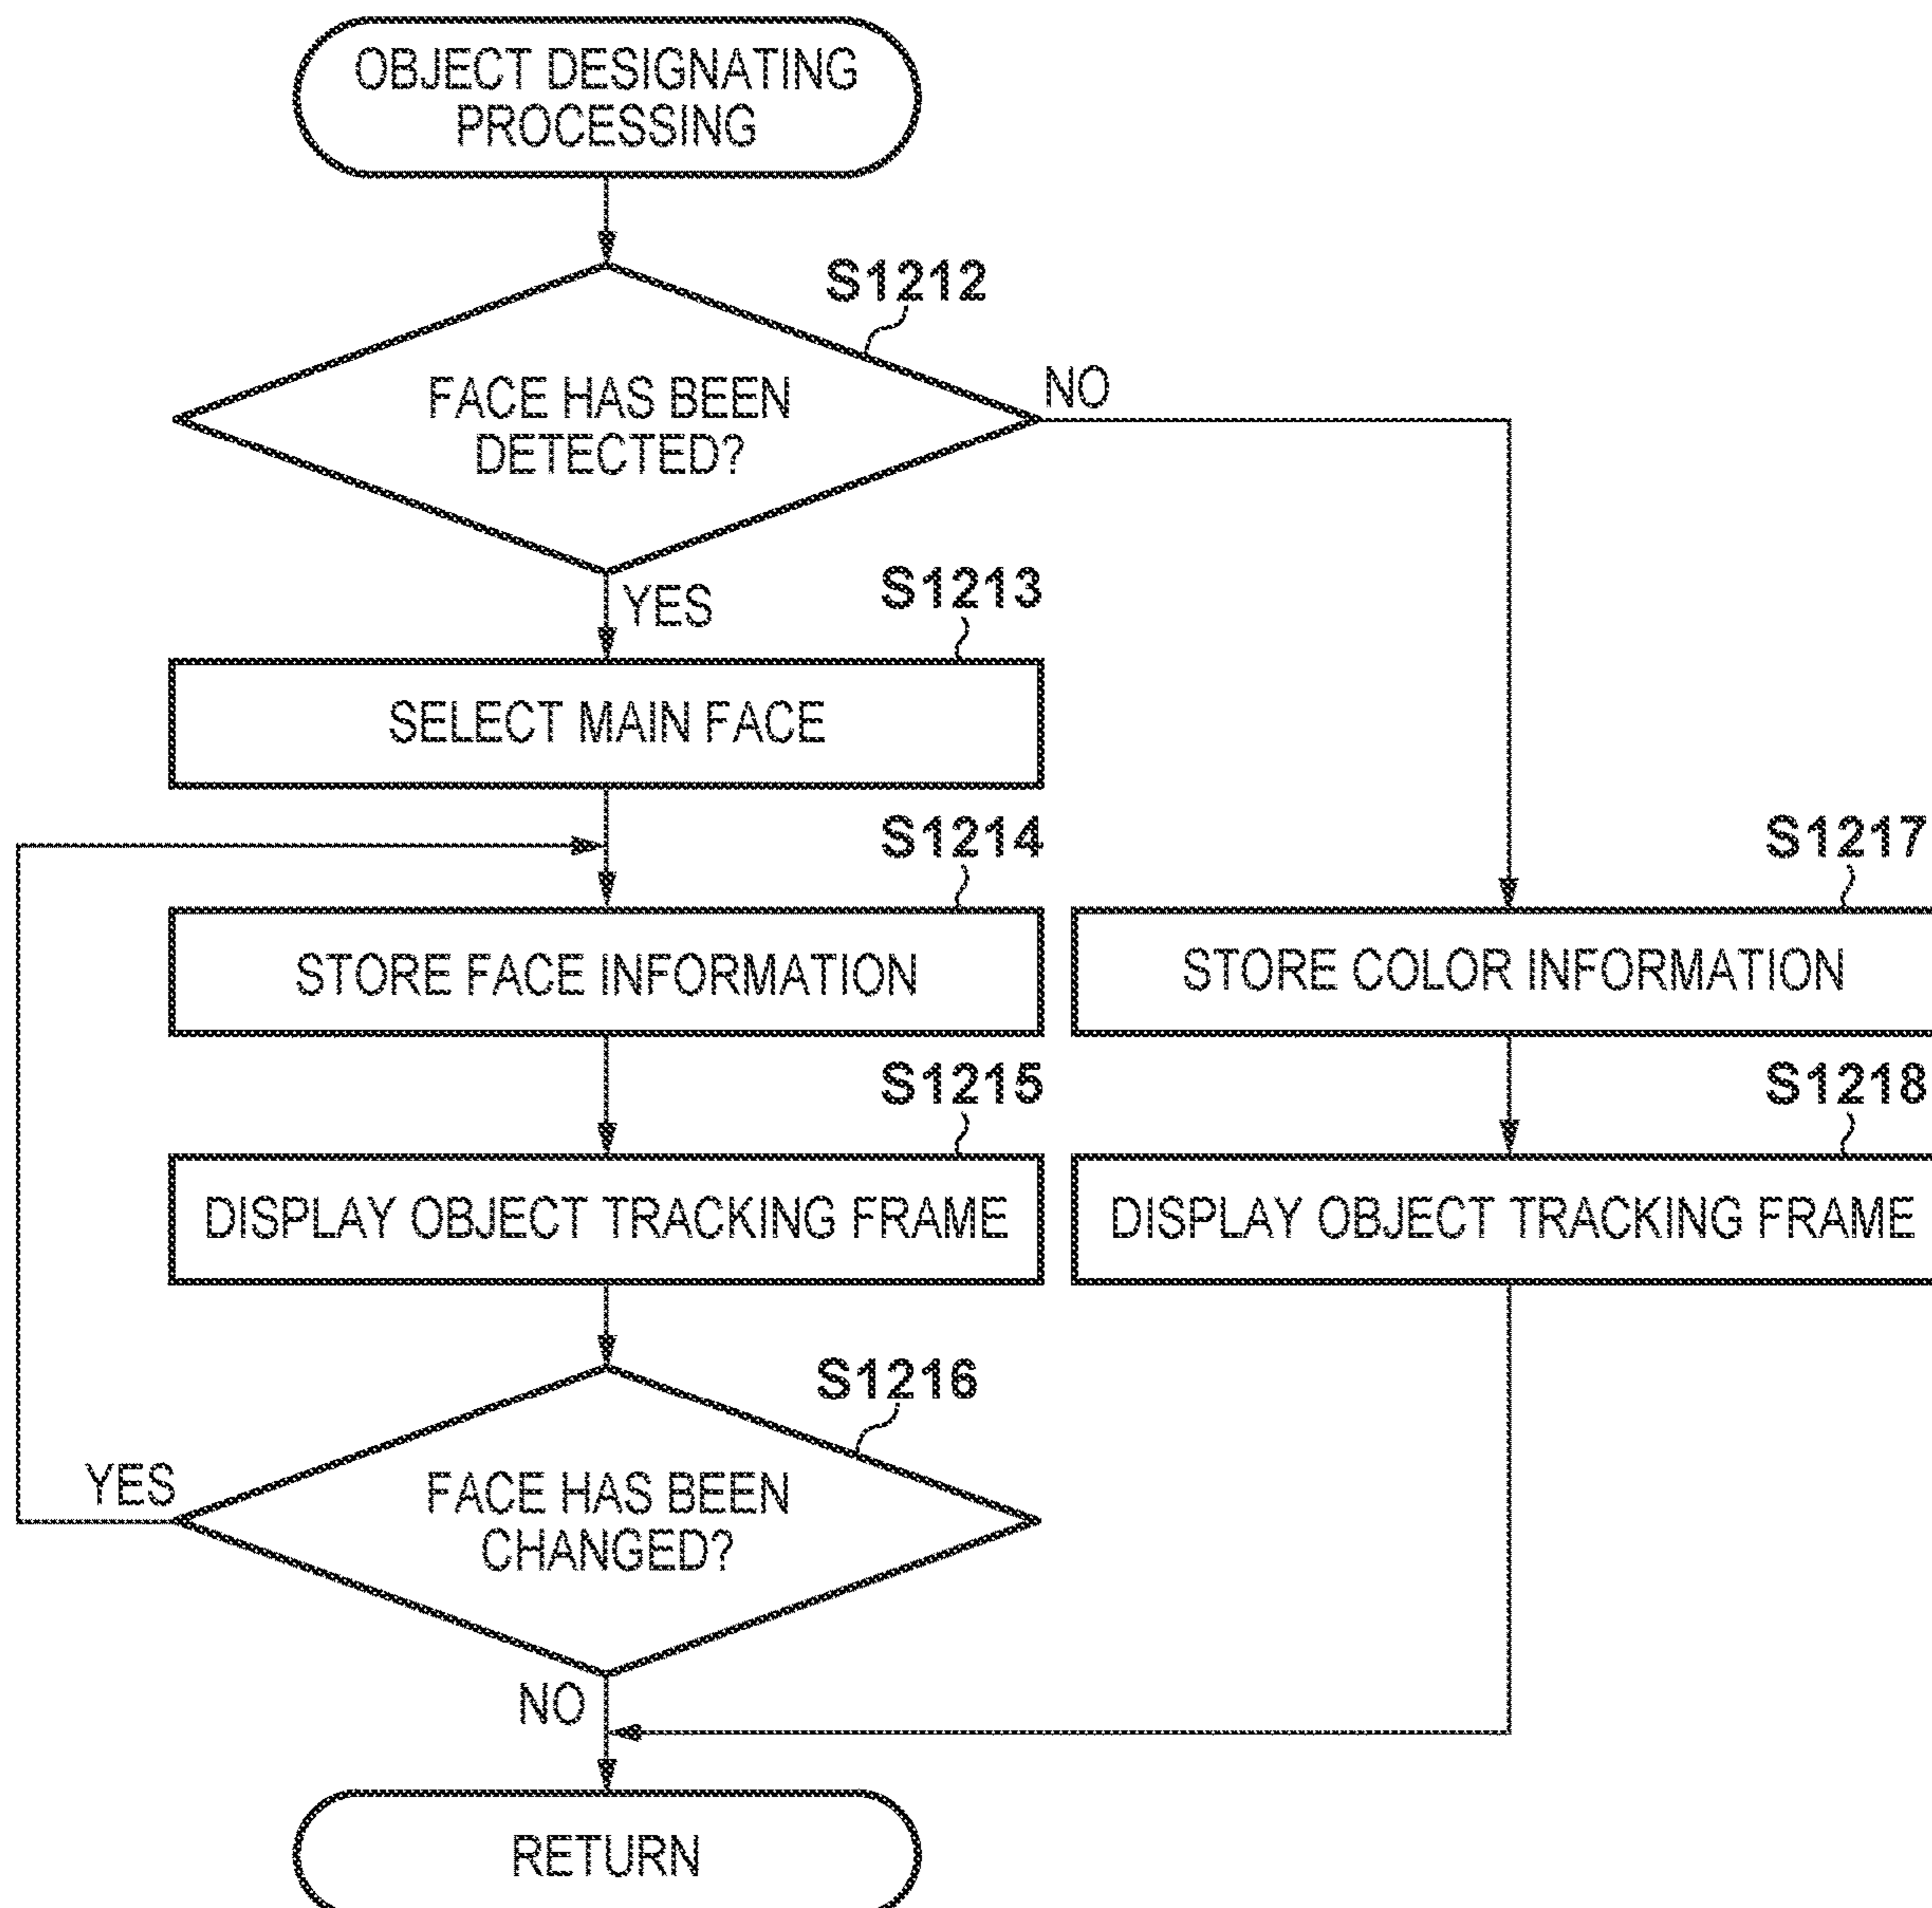 OBJECT DESIGNATING
PROCESSING
S1212
FACE HAS BEEN
DETECTED?
NO
YES
S1213
SELECT MAIN FACE
S1214
STORE FACE INFORMATION
S1217
STORE COLOR INFORMATION
S1215
DISPLAY OBJECT TRACKING FRAME
S1218
DISPLAY OBJECT TRACKING FRAME
S1216
FACE HAS BEEN
CHANGED?
YES
NO
RETURN